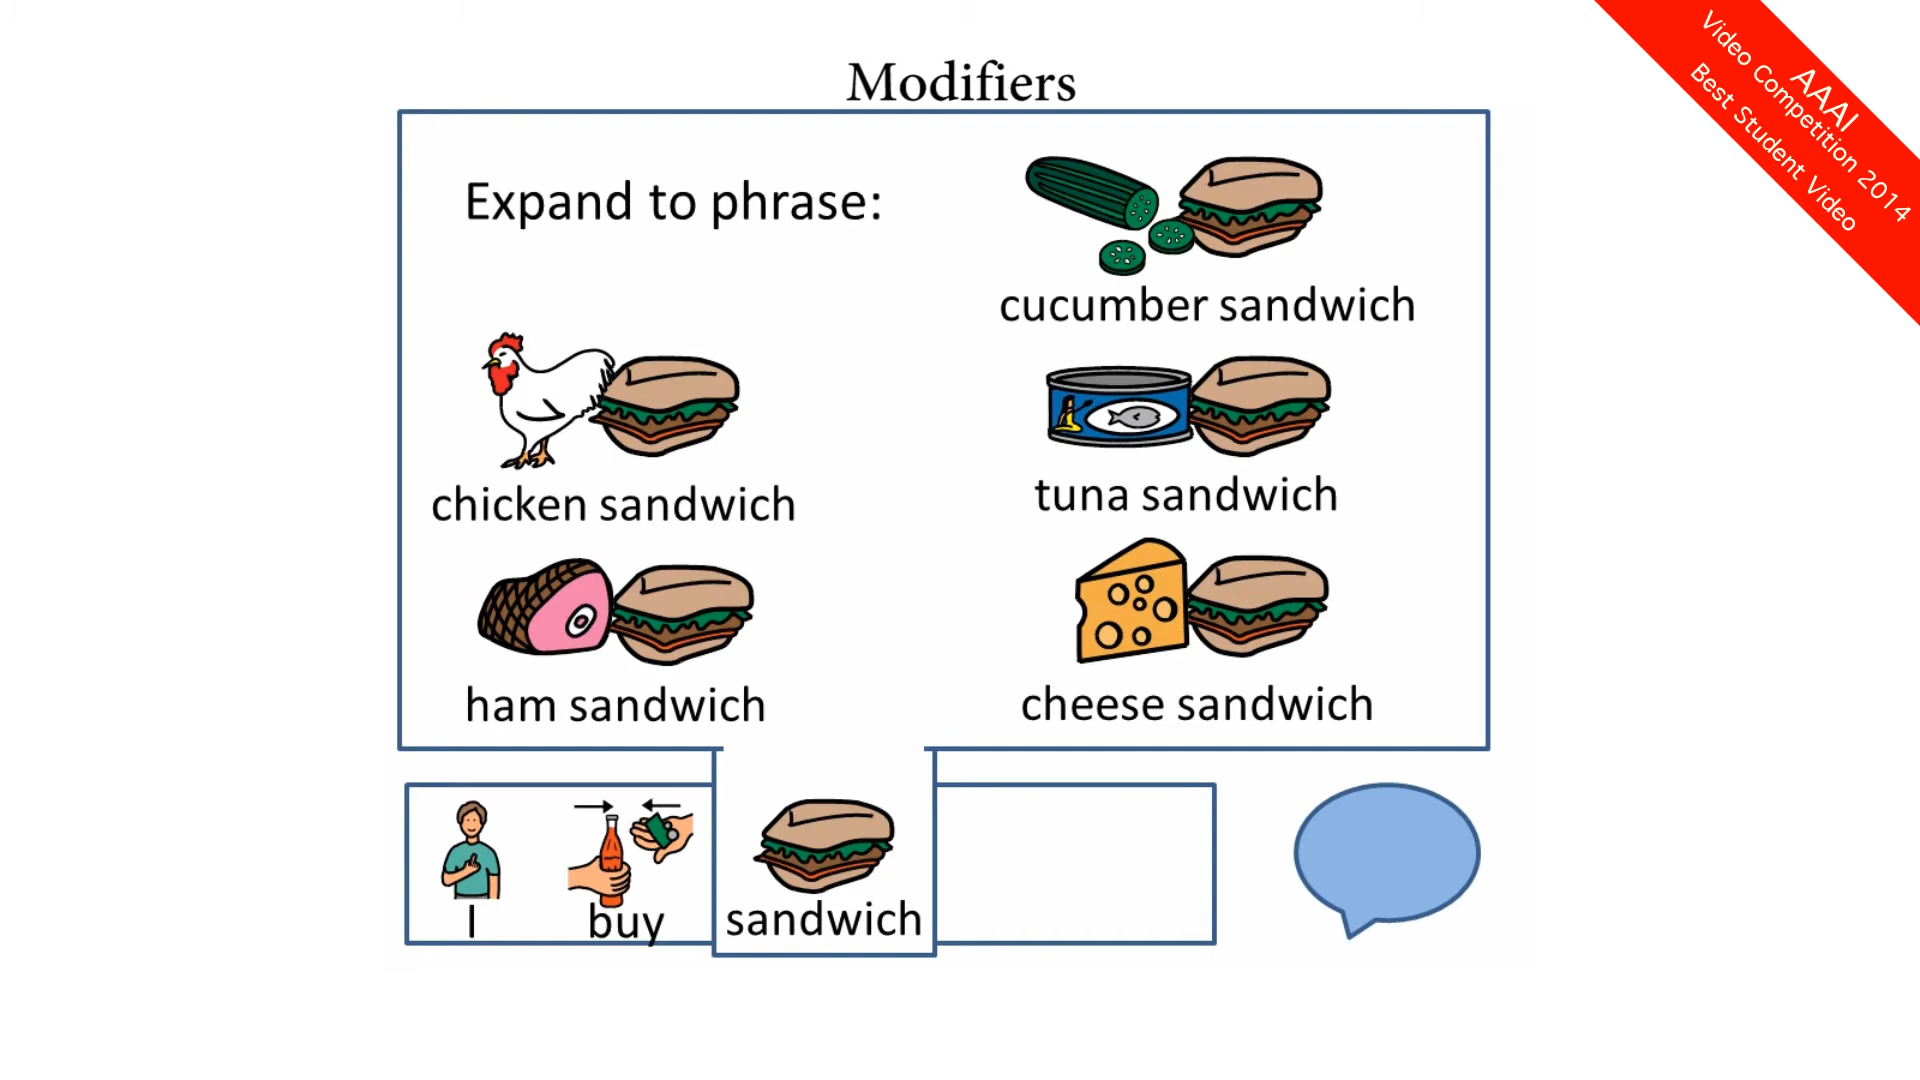 Modifiers
Expand to phrase:
cucumber sandwich
chicken sandwich
tuna sandwich
ham sandwich
cheese sandwich
I
buy
sandwich
AAAI
Video Competition 2014
Best Student Video